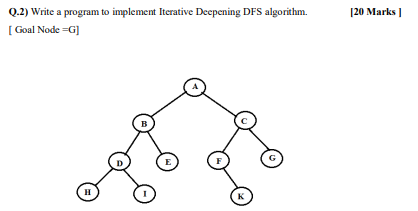 Q.2) Write a program to implement Iterative Deepening DFS algorithm. [20 Marks ]
[ Goal Node =G]
A
B C
D E F G
H I K